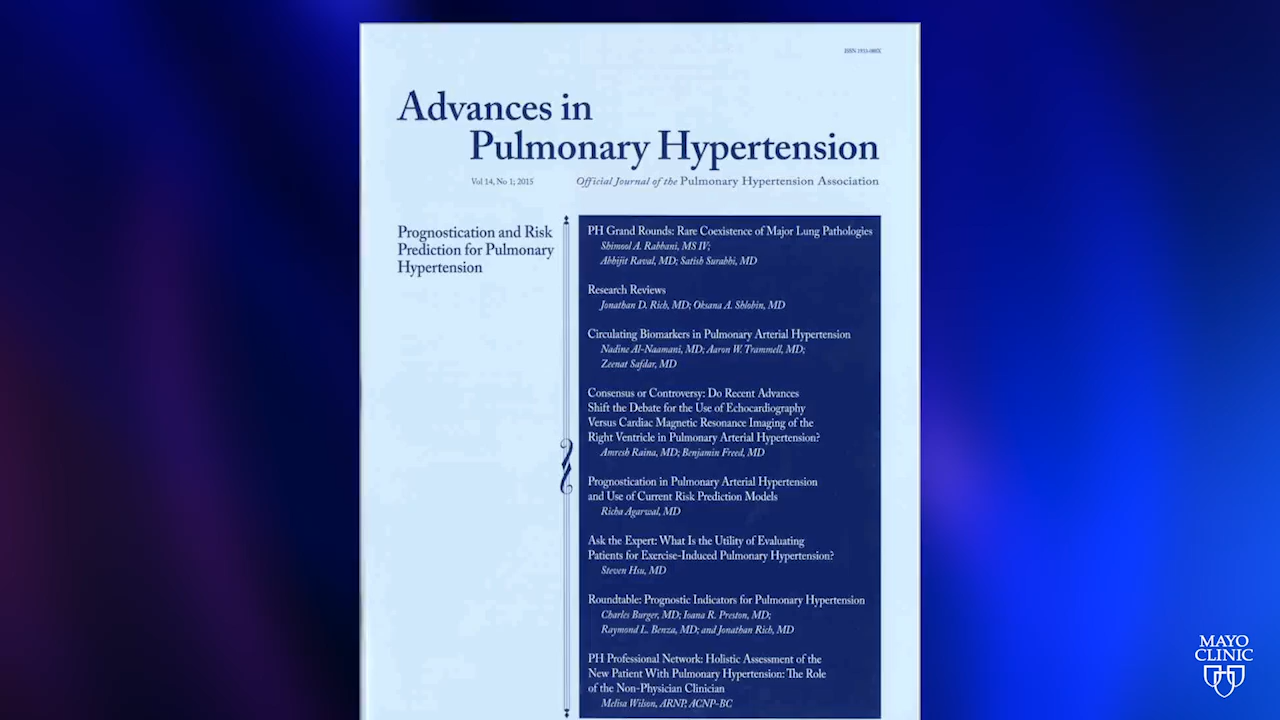 Advances in
Pulmonary Hypertension
Vol 14, No 1; 2015
Official Journal of the Pulmonary Hypertension Association
Prognostication and Risk
Prediction for Pulmonary
Hypertension
PH Grand Rounds: Rare Coexistence of Major Lung Pathologies
Shimool A. Rabbani, MS IV;
Abhijit Raval, MD; Satish Surabhi, MD
Research Reviews
Jonathan D. Rich, MD; Oksana A. Shlobin, MD
Circulating Biomarkers in Pulmonary Arterial Hypertension
Nadine Al-Naamani, MD; Aaron W. Trammell, MD;
Zeenat Safdar, MD
Consensus or Controversy: Do Recent Advances
Shift the Debate for the Use of Echocardiography
Versus Cardiac Magnetic Resonance Imaging of the
Right Ventricle in Pulmonary Arterial Hypertension?
Amresh Raina, MD; Benjamin Freed, MD
Prognostication in Pulmonary Arterial Hypertension
and Use of Current Risk Prediction Models
Richa Agarwal, MD
Ask the Expert: What Is the Utility of Evaluating
Patients for Exercise-Induced Pulmonary Hypertension?
Steven Hsu, MD
Roundtable: Prognostic Indicators for Pulmonary Hypertension
Charles Burger, MD; Ioana R. Preston, MD;
Raymond L. Benza, MD; and Jonathan Rich, MD
PH Professional Network: Holistic Assessment of the
New Patient With Pulmonary Hypertension: The Role
of the Non-Physician Clinician
Melisa Wilson, ARNP, ACNP-BC
MAYO
CLINIC